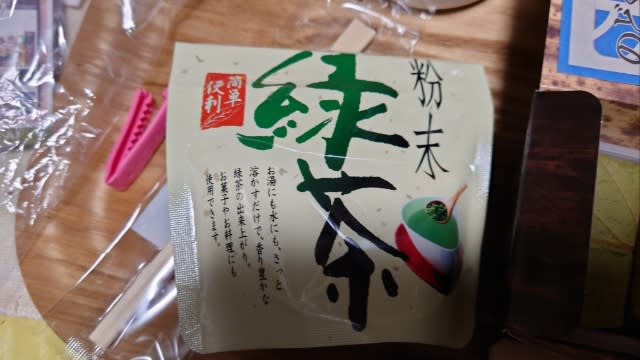 粉末
緑茶
簡単
便利
お湯にも水にも、さっと
溶かすだけで、香り豊かな
緑茶の出来上がり。
お菓子やお料理にも
使用できます。